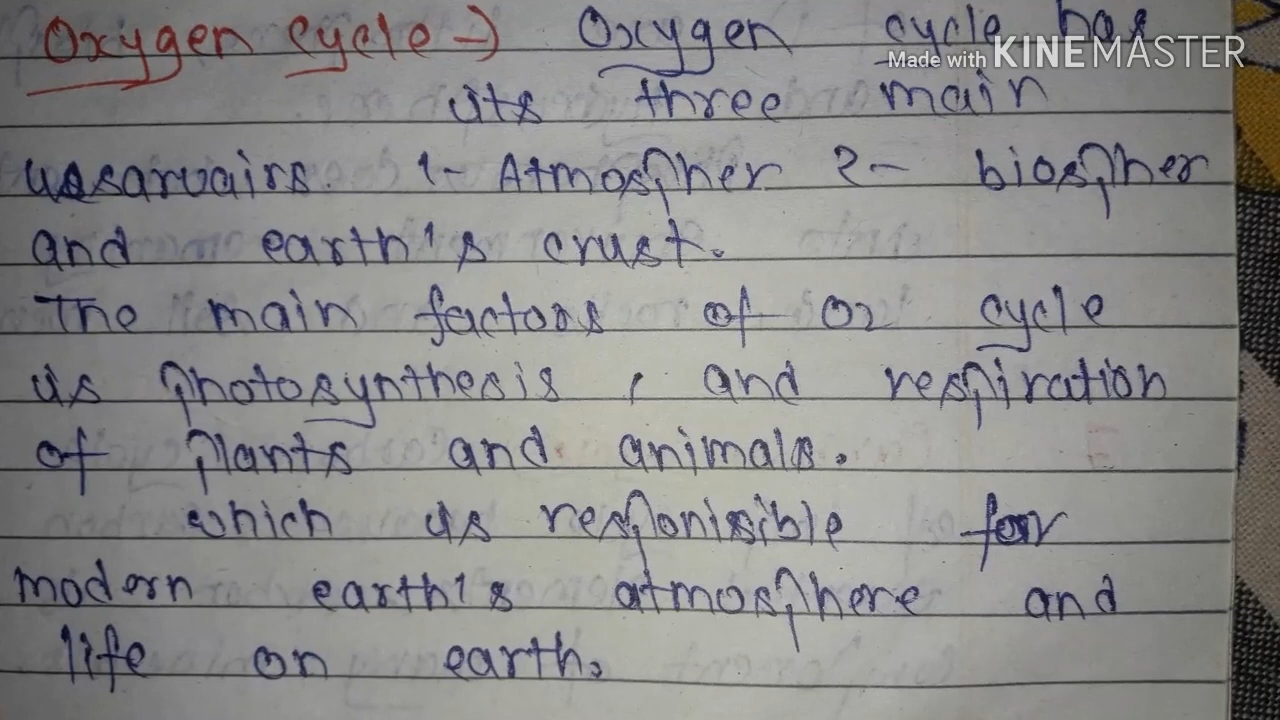 Oxygen cycle → Oxygen cycle has
Made with KINEMASTER
its three main
resarvairs. 1- Atmospher 2- biospher
and earth's crust.
The main factors of O2 cycle
is photosynthesis, and respiration
of plants and animals.
which is responisible for
modern earth's atmosphere and
life on earth.